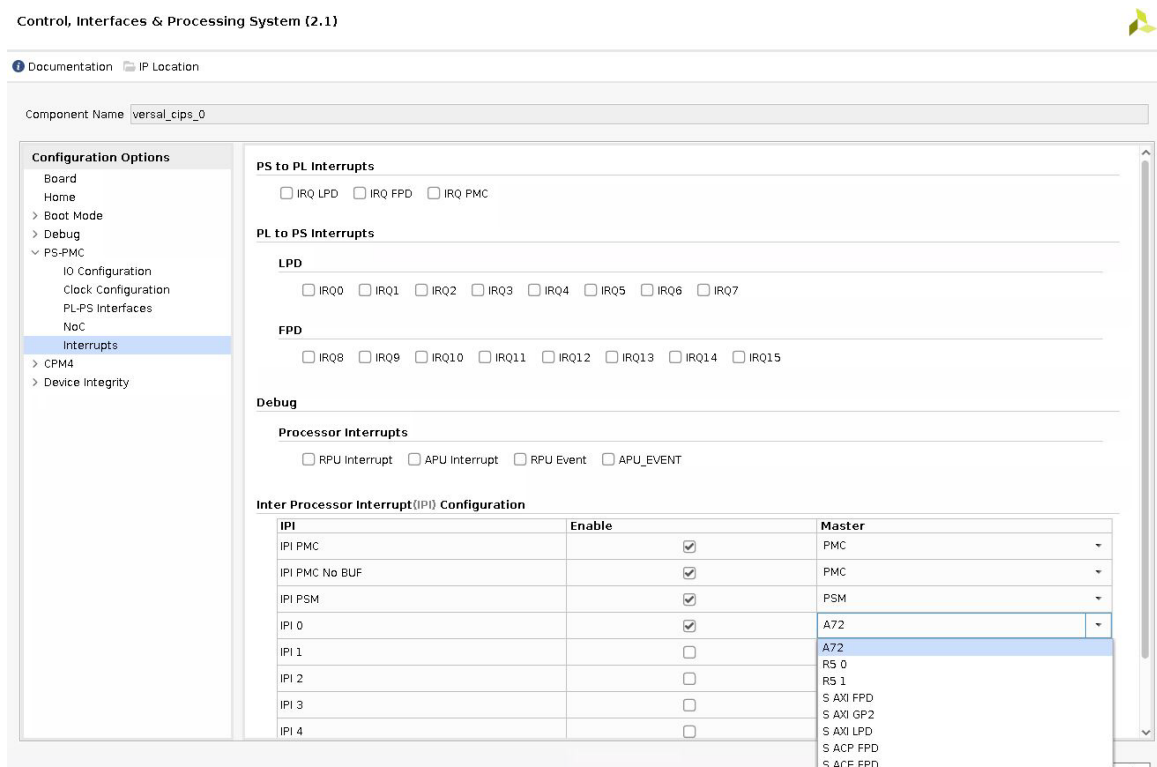 Control, Interfaces & Processing System (2.1)
Documentation IP Location
Component Name versal_cips_0
Configuration Options
Board
Home
Boot Mode
Debug
PS-PMC
IO Configuration
Clock Configuration
PL-PS Interfaces
NoC
Interrupts
CPM4
Device Integrity
PS to PL Interrupts
IRQ LPD IRQ FPD IRQ PMC
PL to PS Interrupts
LPD
IRQ0 IRQ1 IRQ2 IRQ3 IRQ4 IRQ5 IRQ6 IRQ7
FPD
IRQ8 IRQ9 IRQ10 IRQ11 IRQ12 IRQ13 IRQ14 IRQ15
Debug
Processor Interrupts
RPU Interrupt APU Interrupt RPU Event APU_EVENT
Inter Processor Interrupt(IPI) Configuration
IPI Enable Master
IPI PMC PMC
IPI PMC No BUF PMC
IPI PSM PSM
IPI 0 A72
IPI 1
IPI 2
IPI 3
IPI 4
A72
R5 0
R5 1
S AXI FPD
S AXI GP2
S AXI LPD
S ACP FPD
S ACE FPD